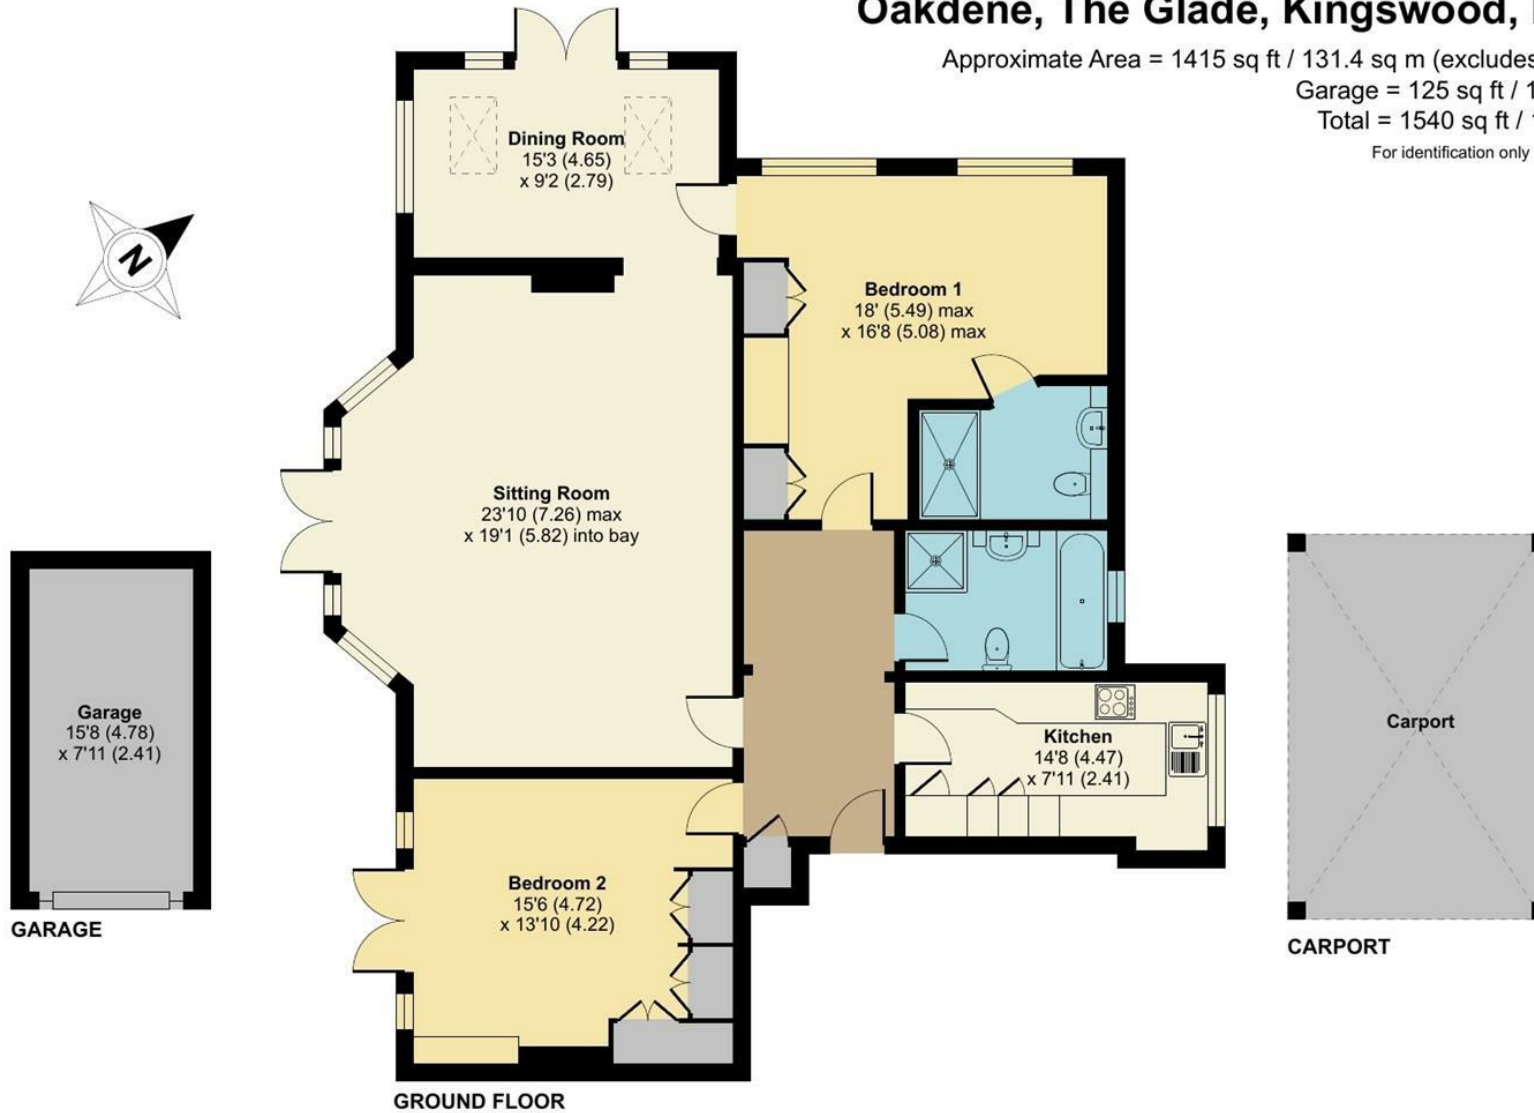 Oakdene, The Glade, Kingswood,
Approximate Area = 1415 sq ft / 131.4 sq m (excludes
Garage = 125 sq ft / 1
Total = 1540 sq ft /
For identification only
Dining Room
15'3 (4.65)
x 9'2 (2.79)
N
Bedroom 1
18' (5.49) max
x 16'8 (5.08) max
Sitting Room
23'10 (7.26) max
x 19'1 (5.82) into bay
Garage
15'8 (4.78)
x 7'11 (2.41)
Kitchen
14'8 (4.47)
x 7'11 (2.41)
Carport
Bedroom 2
15'6 (4.72)
x 13'10 (4.22)
GARAGE
CARPORT
GROUND FLOOR